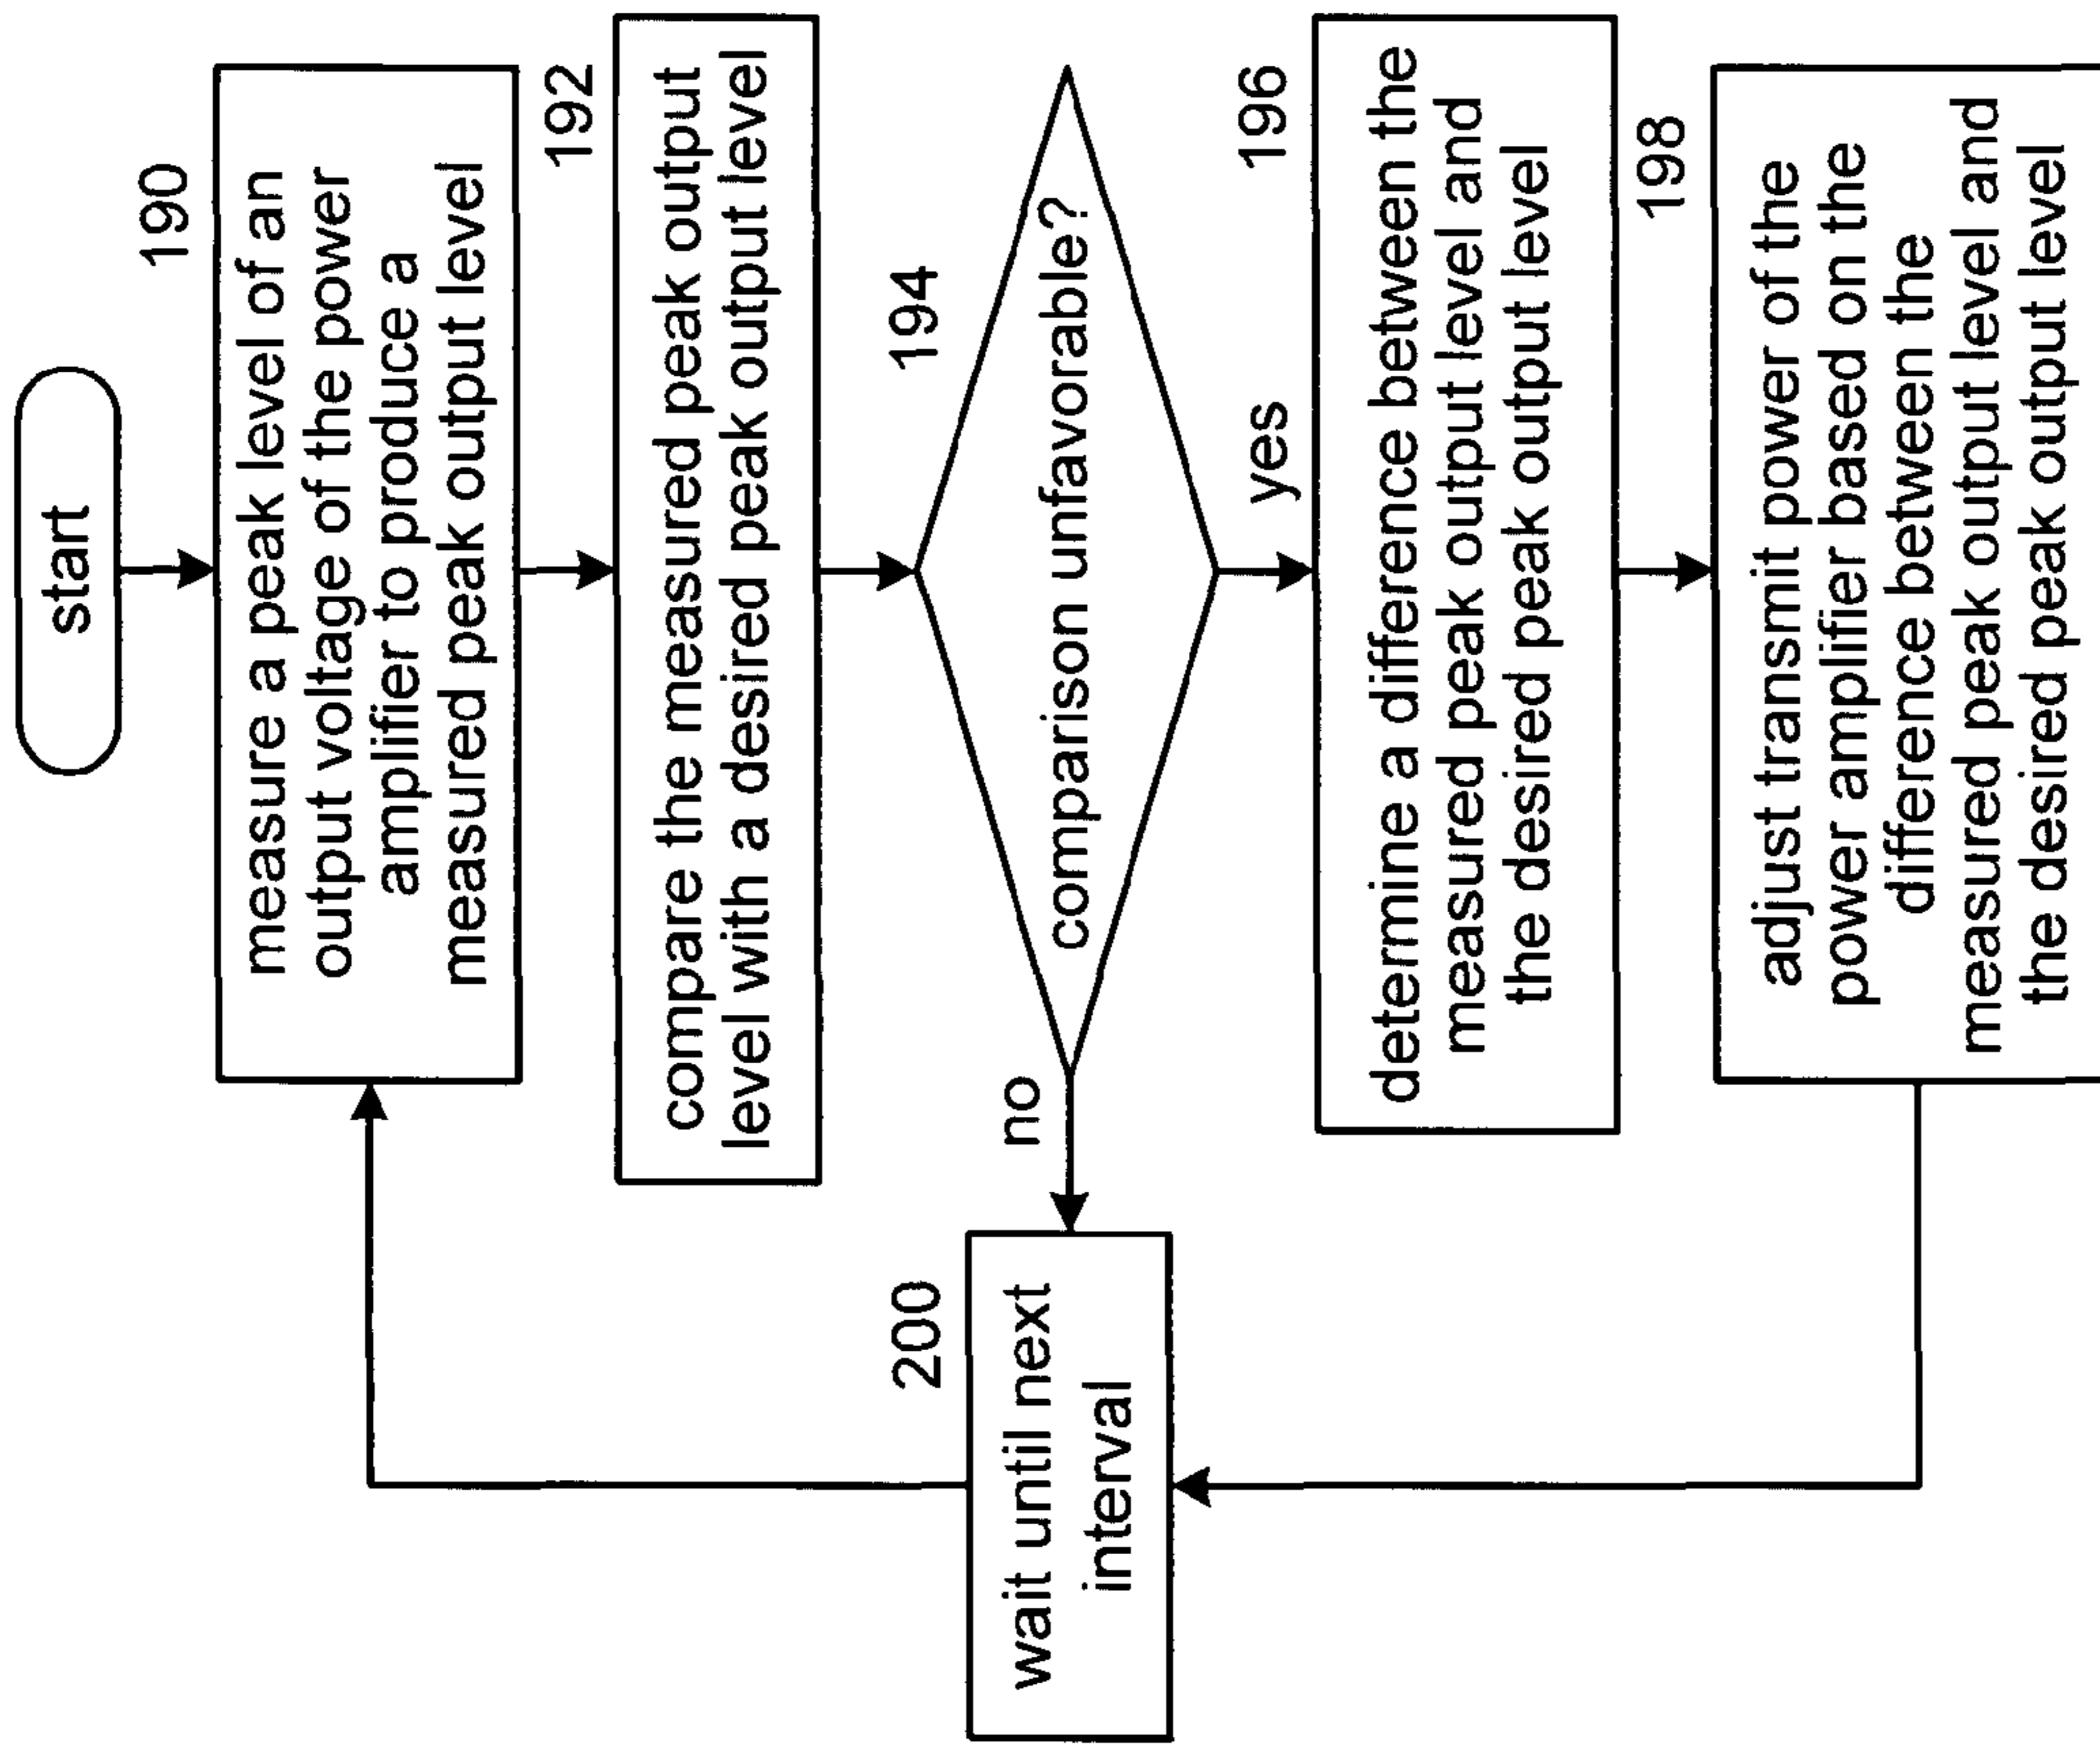 start
190
measure a peak level of an
output voltage of the power
amplifier to produce a
measured peak output level
192
compare the measured peak output
level with a desired peak output level
194
comparison unfavorable?
no
yes
200
wait until next
interval
196
determine a difference between the
measured peak output level and
the desired peak output level
198
adjust transmit power of the
power amplifier based on the
difference between the
measured peak output level and
the desired peak output level